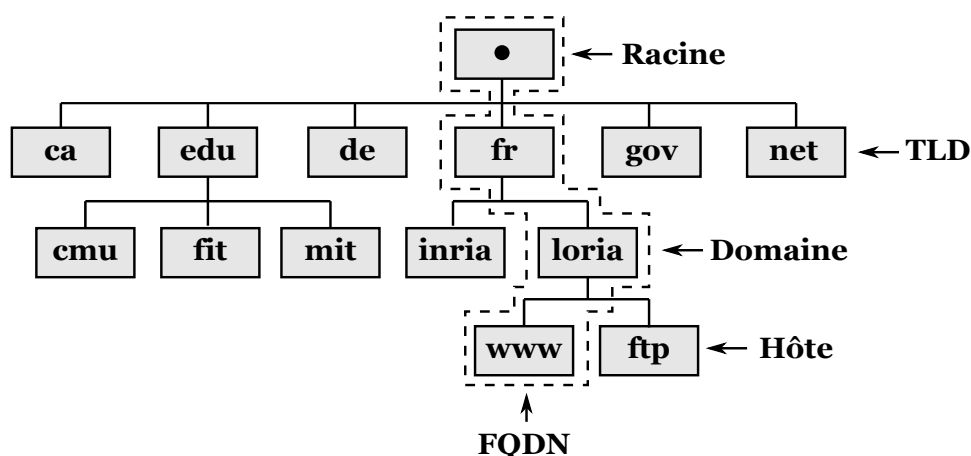 Racine
ca edu de fr gov net TLD
cmu fit mit inria loria Domaine
www ftp Hôte
FQDN